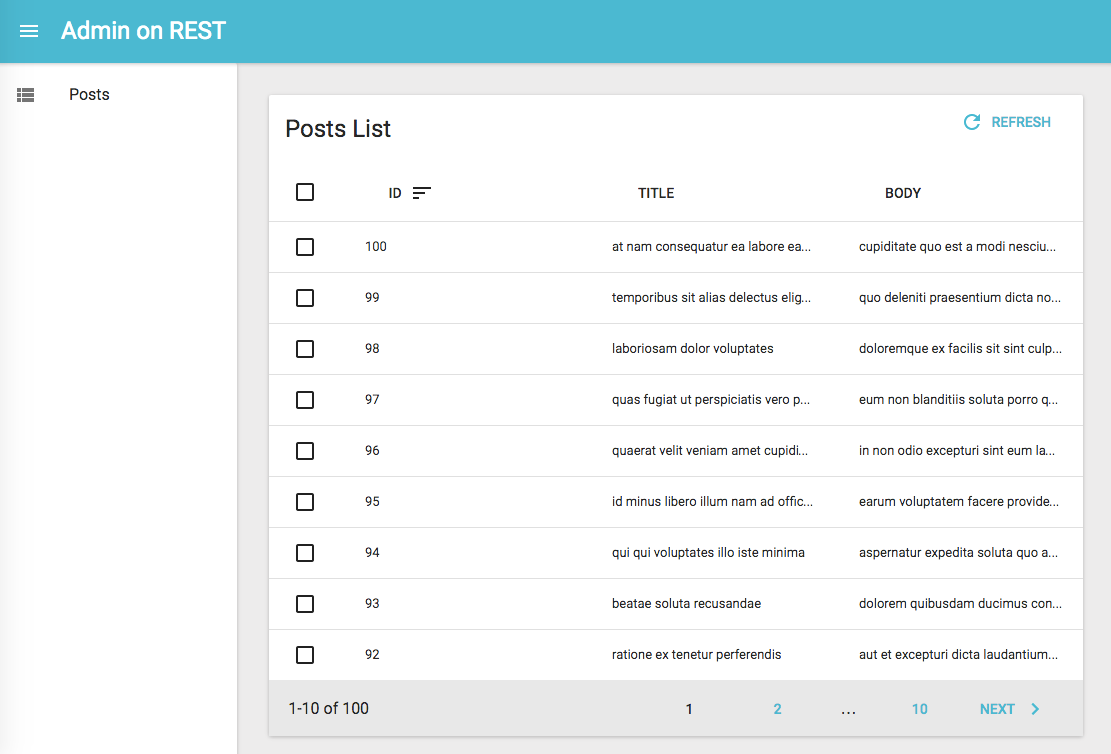 Admin on REST
Posts
Posts List
REFRESH
ID TITLE BODY
100 at nam consequatur ea labore ea... cupiditate quo est a modi nesciu...
99 temporibus sit alias delectus elig... quo deleniti praesentium dicta no...
98 laboriosam dolor voluptates doloremque ex facilis sit sint culp...
97 quas fugiat ut perspiciatis vero p... eum non blanditiis soluta porro q...
96 quaerat velit veniam amet cupidi... in non odio excepturi sint eum la...
95 id minus libero illum nam ad offic... earum voluptatem facere provide...
94 qui qui voluptates illo iste minima aspernatur expedita soluta quo a...
93 beatae soluta recusandae dolorem quibusdam ducimus con...
92 ratione ex tenetur perferendis aut et excepturi dicta laudantium...
1-10 of 100 1 2 ... 10 NEXT